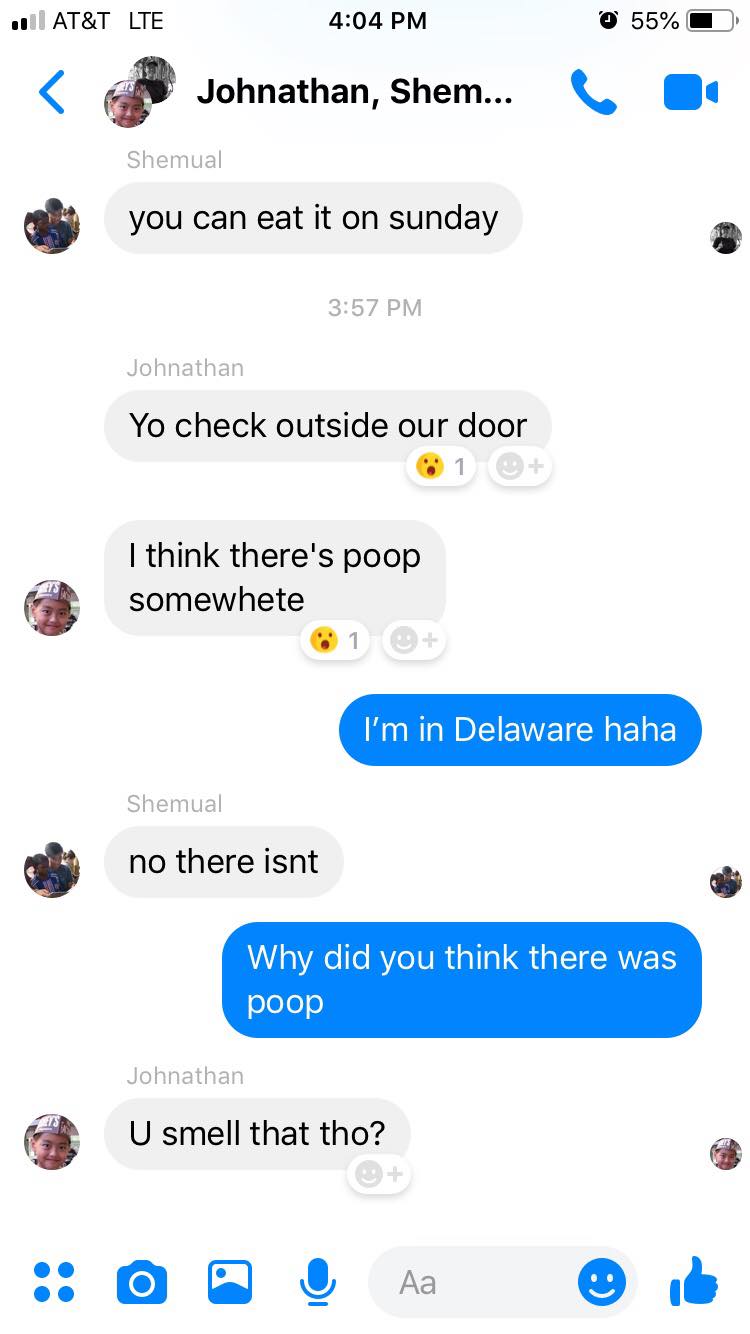 AT&T LTE 4:04 PM 55%
Johnathan, Shem...
Shemual
you can eat it on sunday
3:57 PM
Johnathan
Yo check outside our door
1
I think there's poop
somewhete
1
I'm in Delaware haha
Shemual
no there isnt
Why did you think there was
poop
Johnathan
U smell that tho?
Aa